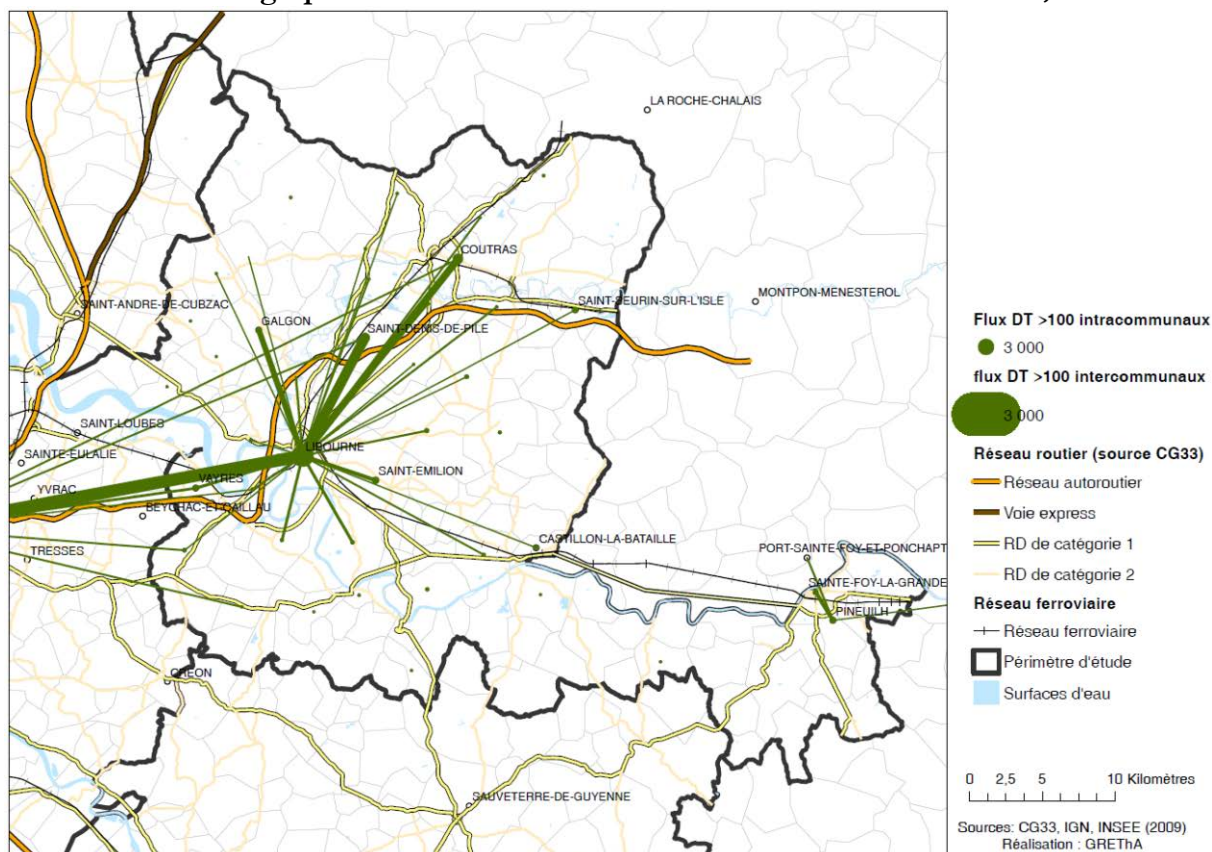 LA ROCHE-CHALAIS
COUTRAS
SAINT-ANDRE-DE-CUBZAC
GALGON
SAINT-DENIS-DE-PILE
SAINT-SEURIN-SUR-L'ISLE
MONTPON-MENESTEROL
SAINT-LOUBES
SAINTE-EULALIE
LIBOURNE
YVRAC
VAYRES
SAINT-EMILION
BEYCHAC-ET-CAILLAU
TRESSES
CASTILLON-LA-BATAILLE
PORT-SAINTE-FOY-ET-PONCHAPT
SAINTE-FOY-LA-GRANDE
PINEUILH
CREON
SAUVETERRE-DE-GUYENNE
Flux DT >100 intracommunaux
3 000
flux DT >100 intercommunaux
3 000
Réseau routier (source CG33)
Réseau autoroutier
Voie express
RD de catégorie 1
RD de catégorie 2
Réseau ferroviaire
Réseau ferroviaire
Périmètre d'étude
Surfaces d'eau
0 2,5 5 10 Kilomètres
Sources: CG33, IGN, INSEE (2009)
Réalisation : GREThA